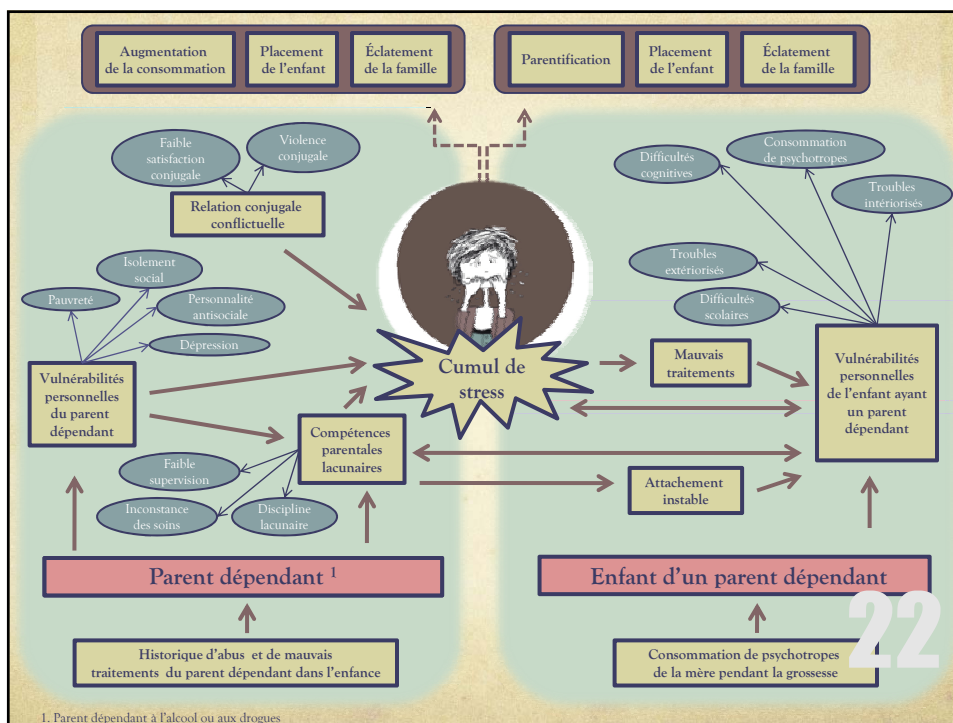 Augmentation
de la consommation
Placement
de l'enfant
Éclatement
de la famille
Parentification
Placement
de l'enfant
Éclatement
de la famille
Faible
satisfaction
conjugale
Violence
conjugale
Relation conjugale
conflictuelle
Isolement
social
Pauvreté
Personnalité
antisociale
Dépression
Vulnérabilités
personnelles
du parent
dépendant
Cumul de
stress
Compétences
parentales
lacunaires
Faible
supervision
Inconstance
des soins
Discipline
lacunaire
Parent dépendant ¹
Historique d'abus et de mauvais
traitements du parent dépendant dans l'enfance
Difficultés
cognitives
Consommation
de psychotropes
Troubles
intériorisés
Troubles
extériorisés
Difficultés
scolaires
Mauvais
traitements
Vulnérabilités
personnelles
de l'enfant ayant
un parent
dépendant
Attachement
instable
Enfant d'un parent dépendant
22
Consommation de psychotropes
de la mère pendant la grossesse
1. Parent dépendant à l'alcool ou aux drogues